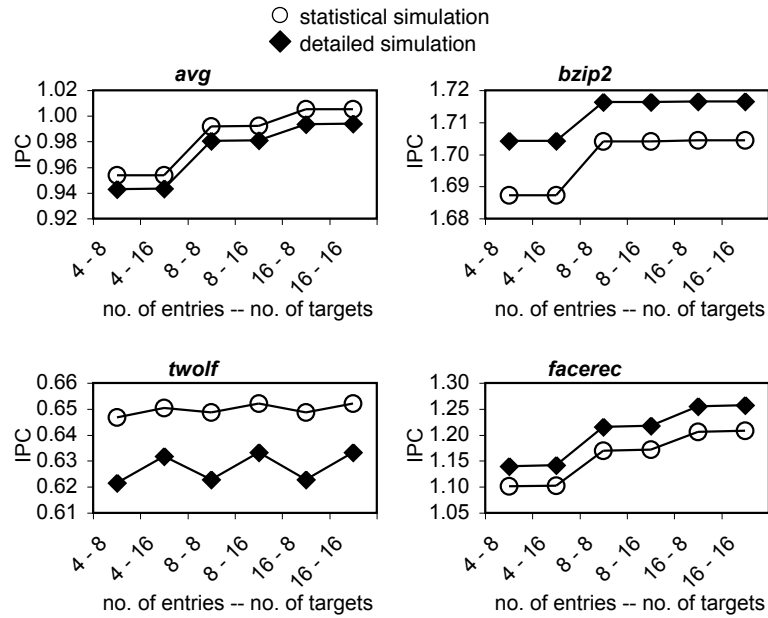 statistical simulation
detailed simulation
avg
IPC
1.02
1.00
0.98
0.96
0.94
0.92
4 - 8
4 - 16
8 - 8
8 - 16
16 - 8
16 - 16
no. of entries -- no. of targets
bzip2
IPC
1.72
1.71
1.70
1.69
1.68
4 - 8
4 - 16
8 - 8
8 - 16
16 - 8
16 - 16
no. of entries -- no. of targets
twolf
IPC
0.66
0.65
0.64
0.63
0.62
0.61
4 - 8
4 - 16
8 - 8
8 - 16
16 - 8
16 - 16
no. of entries -- no. of targets
facerec
IPC
1.30
1.25
1.20
1.15
1.10
1.05
4 - 8
4 - 16
8 - 8
8 - 16
16 - 8
16 - 16
no. of entries -- no. of targets